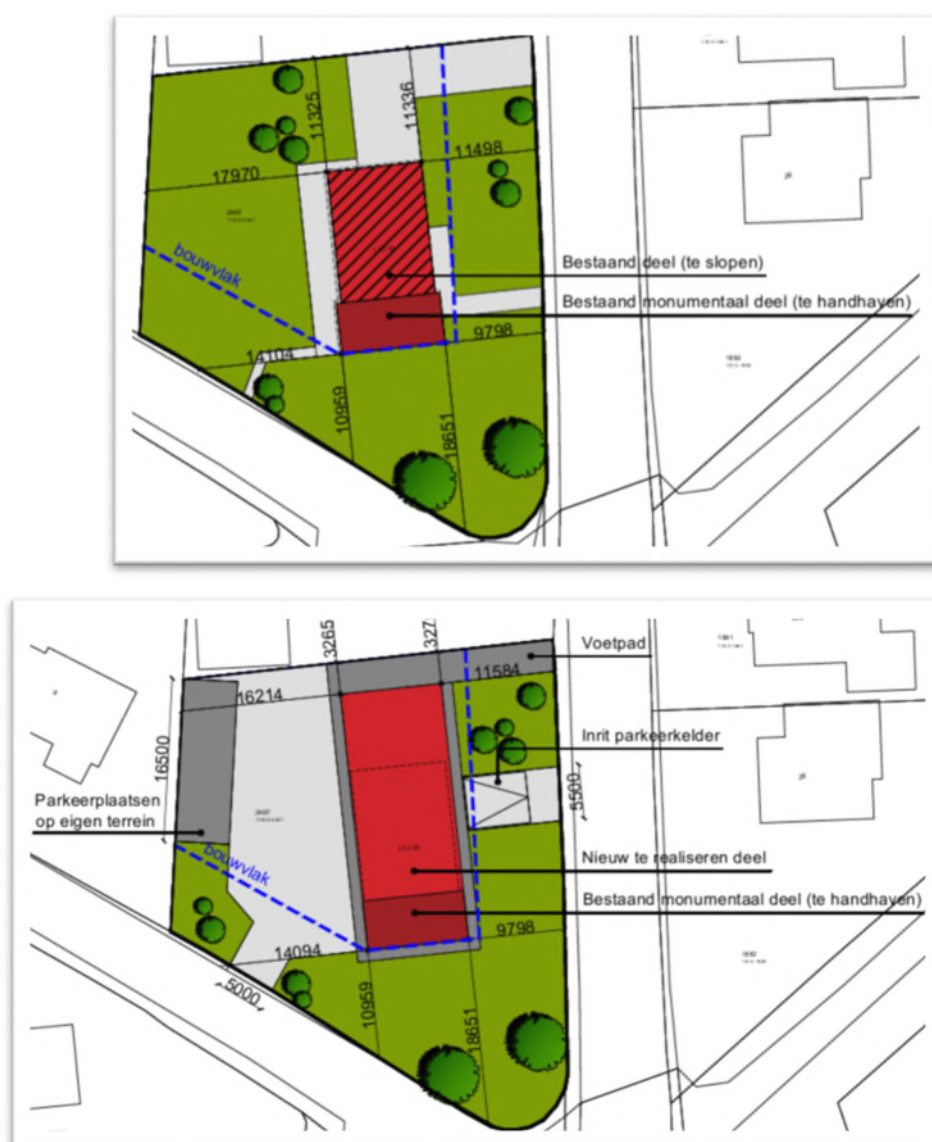 11325
11336
11498
17970
bouwvlak
Bestaand deel (te slopen)
Bestaand monumentaal deel (te handhaven)
9798
14104
10959
18651
3265
327
Voetpad
11584
16214
Inrit parkeerkelder
16500
5500
Parkeerplaatsen
op eigen terrein
bouwvlak
Nieuw te realiseren deel
Bestaand monumentaal deel (te handhaven)
9798
14094
5000
10959
18651